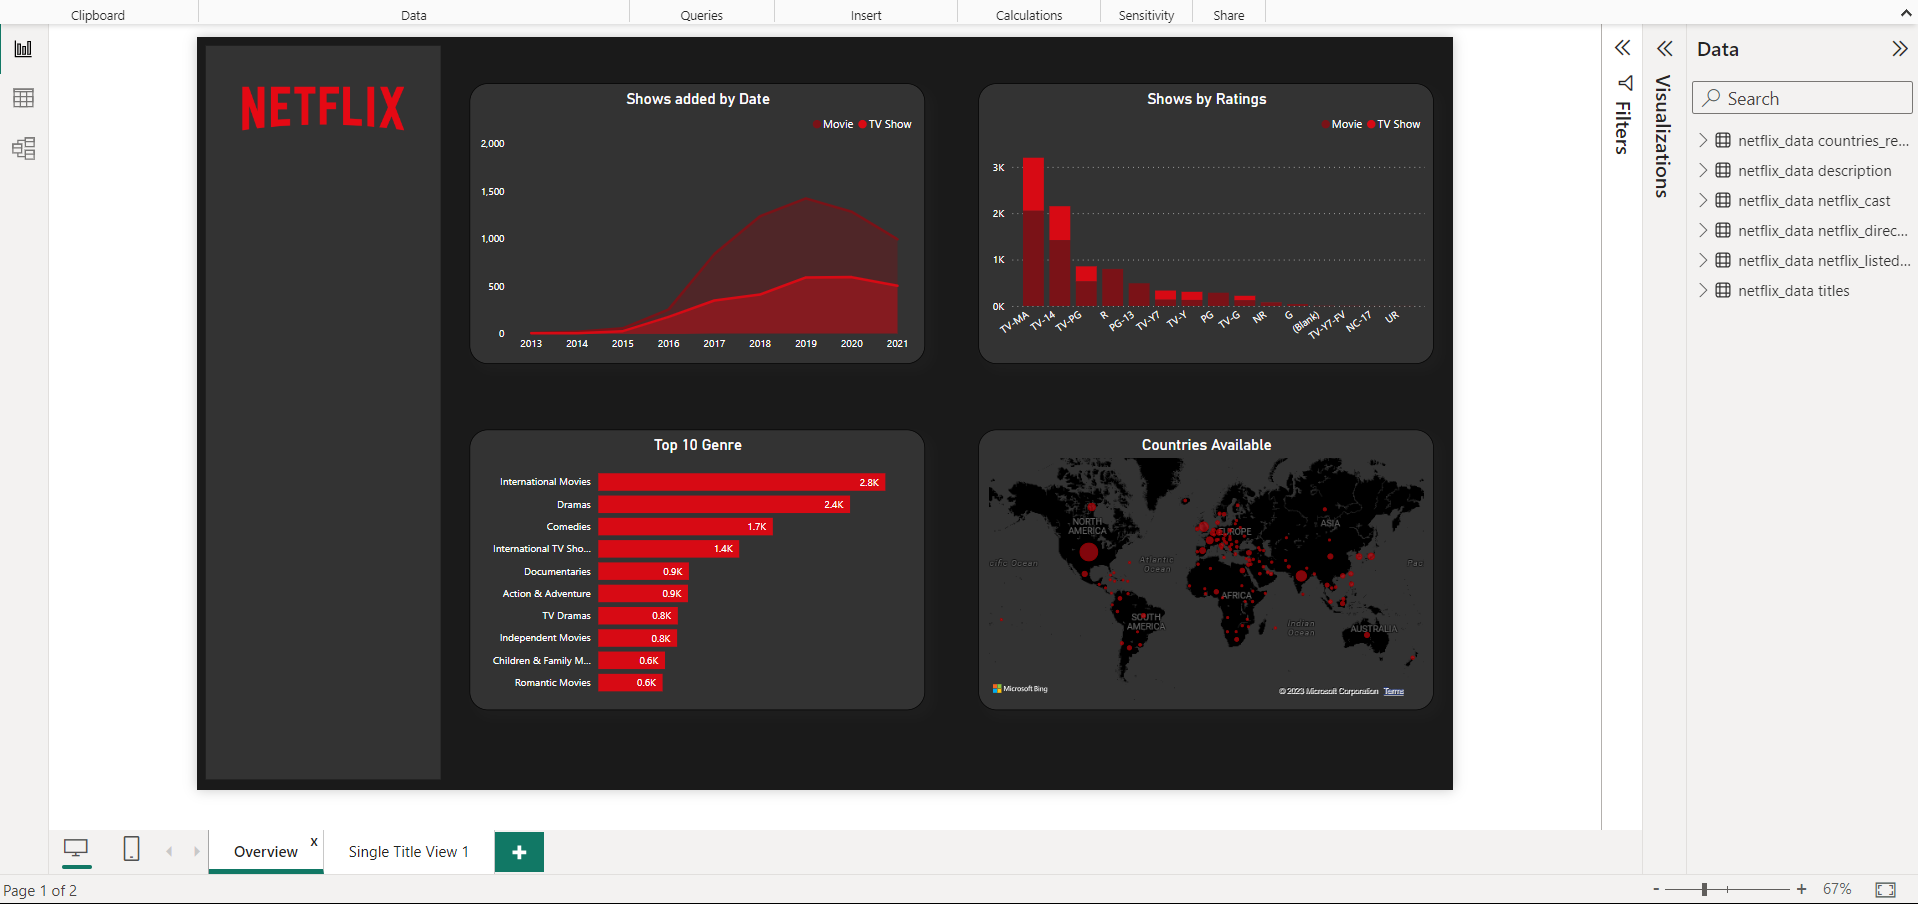 Clipboard
Data
Queries
Insert
Calculations
Sensitivity
Share
NETFLIX
Shows added by Date
Movie TV Show
2,000
1,500
1,000
500
0
2013 2014 2015 2016 2017 2018 2019 2020 2021
Shows by Ratings
Movie TV Show
3K
2K
1K
0K
TV-MA TV-14 TV-PG R PG-13 TV-Y7 TV-Y PG TV-G NR G (Blank) TV-Y7-FV NC-17 UR
Top 10 Genre
International Movies 2.8K
Dramas 2.4K
Comedies 1.7K
International TV Sho... 1.4K
Documentaries 0.9K
Action & Adventure 0.9K
TV Dramas 0.8K
Independent Movies 0.8K
Children & Family M... 0.6K
Romantic Movies 0.6K
Countries Available
NORTH
AMERICA
EUROPE
ASIA
cific Ocean
Atlantic
Ocean
Pac
AFRICA
SOUTH
AMERICA
Indian
Ocean
AUSTRALIA
Microsoft Bing
© 2023 Microsoft Corporation Terms
Filters
Visualizations
Data
Search
netflix_data countries_re...
netflix_data description
netflix_data netflix_cast
netflix_data netflix_direc...
netflix_data netflix_listed...
netflix_data titles
Overview x
Single Title View 1
+
Page 1 of 2
- + 67%